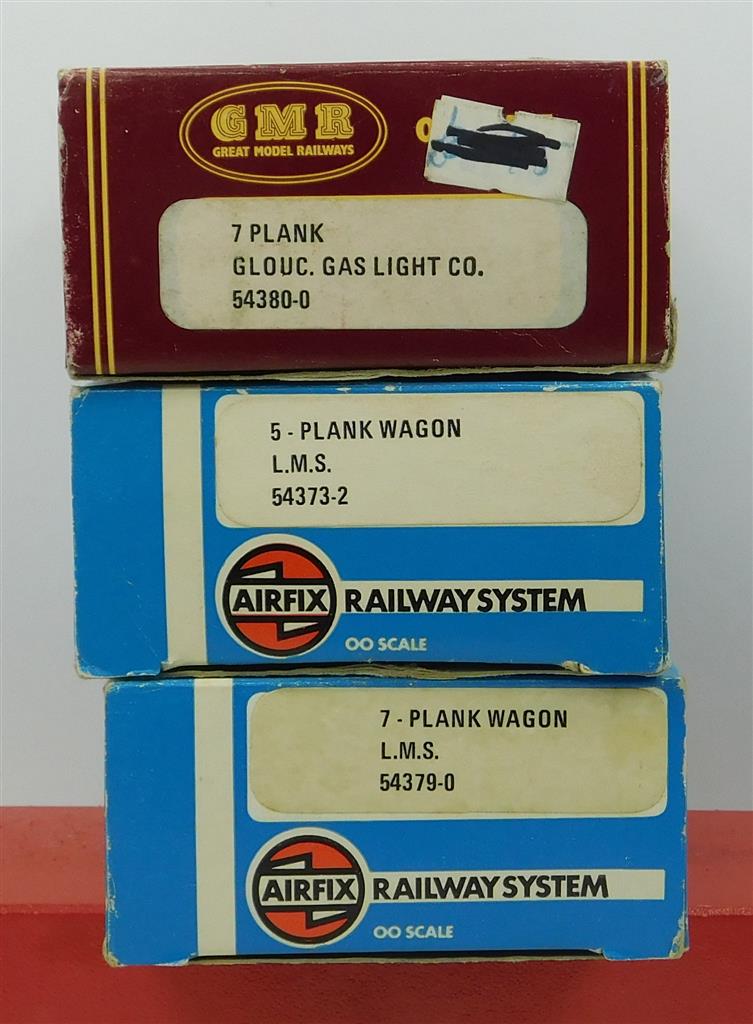 GMR
GREAT MODEL RAILWAYS
7 PLANK
GLOUC. GAS LIGHT CO.
54380-0
5 - PLANK WAGON
L.M.S.
54373-2
AIRFIX RAILWAY SYSTEM
OO SCALE
7 - PLANK WAGON
L.M.S.
54379-0
AIRFIX RAILWAY SYSTEM
OO SCALE